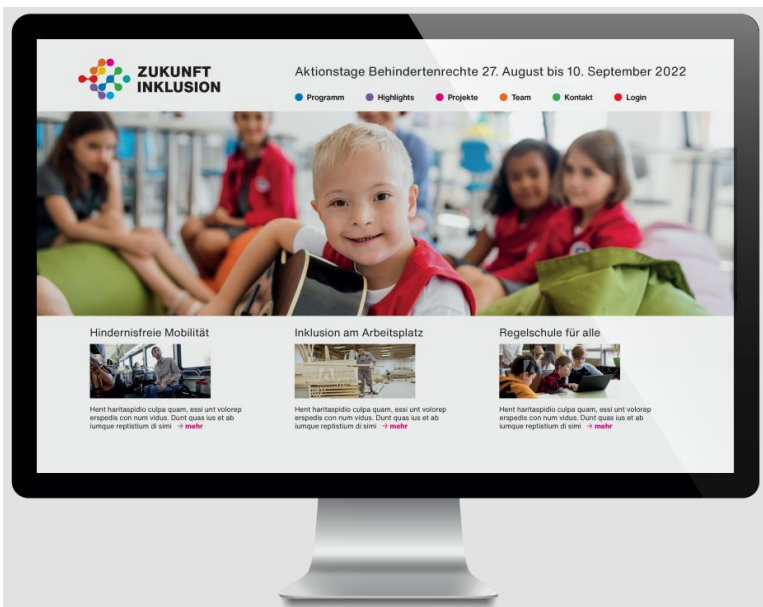 ZUKUNFT
INKLUSION
Aktionstage Behindertenrechte 27. August bis 10. September 2022
Programm Highlights Projekte Team Kontakt Login
Hindernisfreie Mobilität
Hent haritaspidio culpa quam, essi unt volorep
erspedis con num vidus. Dunt quas ius et ab
iumque reptistium di simi → mehr
Inklusion am Arbeitsplatz
Hent haritaspidio culpa quam, essi unt volorep
erspedis con num vidus. Dunt quas ius et ab
iumque reptistium di simi → mehr
Regelschule für alle
Hent haritaspidio culpa quam, essi unt volorep
erspedis con num vidus. Dunt quas ius et ab
iumque reptistium di simi → mehr